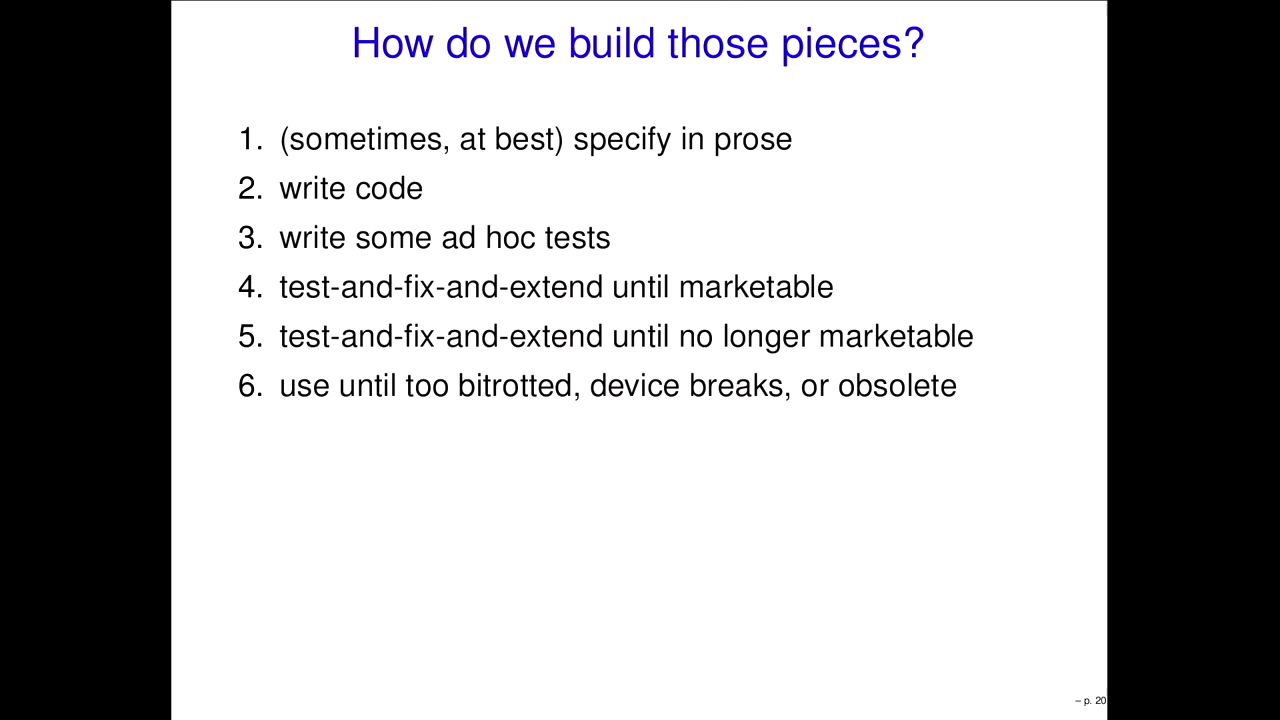 How do we build those pieces?
1. (sometimes, at best) specify in prose
2. write code
3. write some ad hoc tests
4. test-and-fix-and-extend until marketable
5. test-and-fix-and-extend until no longer marketable
6. use until too bitrotted, device breaks, or obsolete
– p. 20